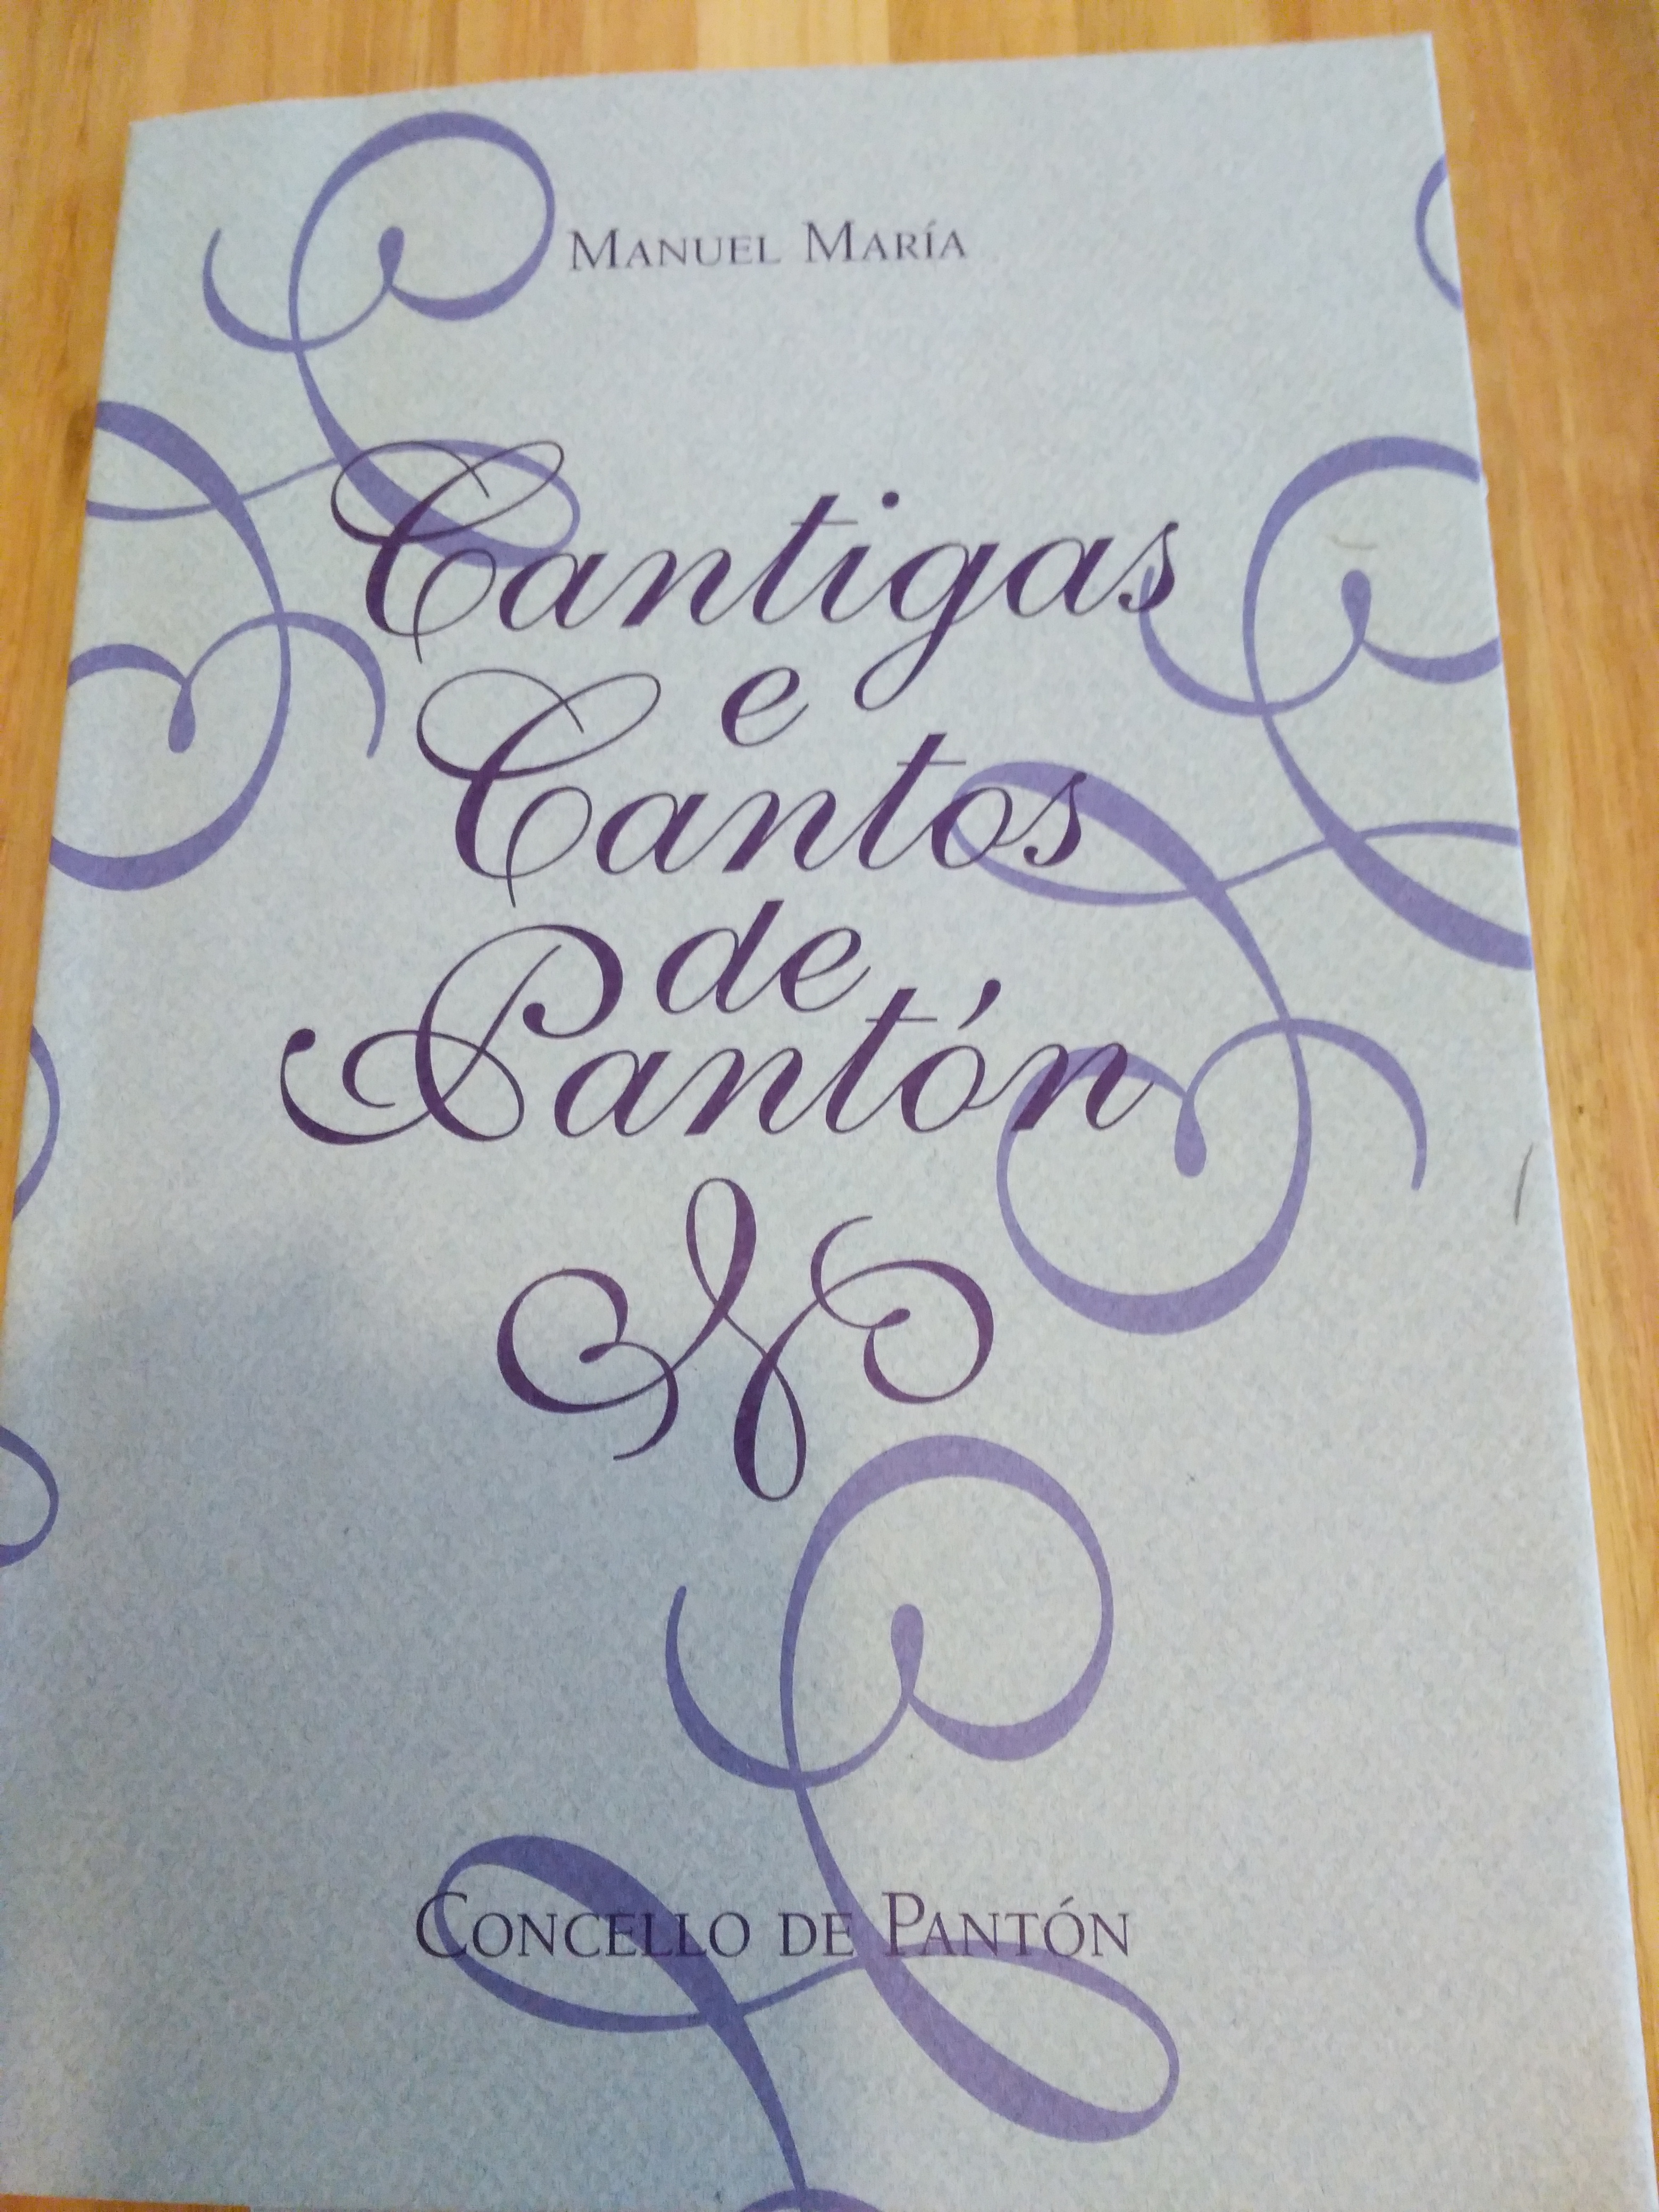 MANUEL MARÍA
Cantigas
e
Cantos
de
Pantón
CONCELLO DE PANTÓN